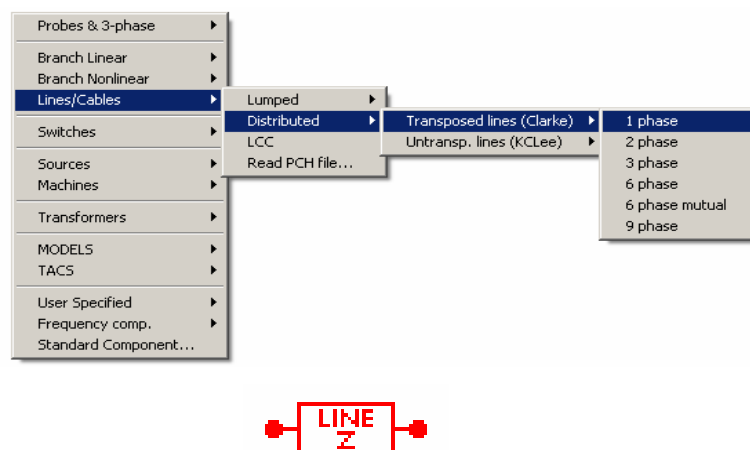 Probes & 3-phase
Branch Linear
Branch Nonlinear
Lines/Cables
Switches
Sources
Machines
Transformers
MODELS
TACS
User Specified
Frequency comp.
Standard Component...
Lumped
Distributed
LCC
Read PCH file...
Transposed lines (Clarke)
Untransp. lines (KCLee)
1 phase
2 phase
3 phase
6 phase
6 phase mutual
9 phase
LINE
Z